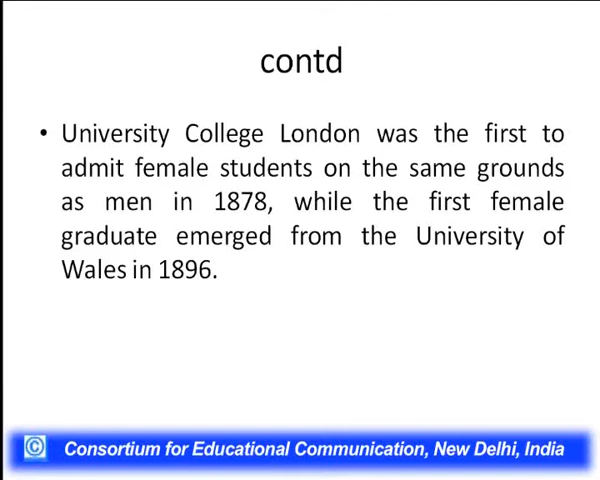 contd
• University College London was the first to
admit female students on the same grounds
as men in 1878, while the first female
graduate emerged from the University of
Wales in 1896.
© Consortium for Educational Communication, New Delhi, India